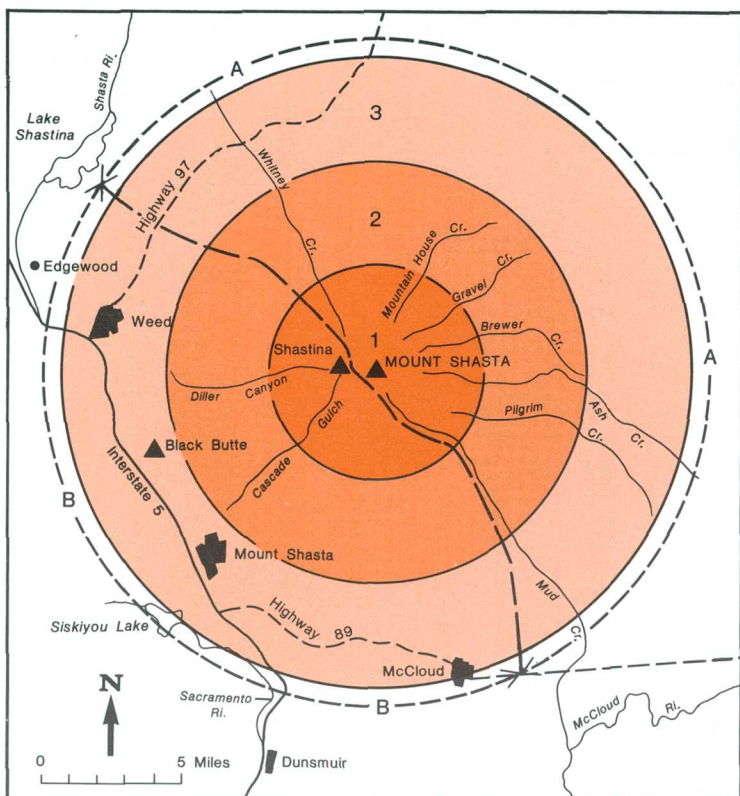 A
Shasta Ri.
Lake
Shastina
3
Whitney
Cr.
Highway 97
2
Mountain House
Cr.
Gravel
Cr.
Edgewood
Brewer
Cr.
Weed
1
Shastina
MOUNT SHASTA
A
Diller
Canyon
Gulch
Cascade
Ash
Cr.
Pilgrim
Cr.
Black Butte
Interstate 5
B
Mount Shasta
Mud
Cr.
Highway
89
Siskiyou Lake
McCloud
N
Sacramento
Ri.
B
McCloud
Ri.
0
5 Miles
Dunsmuir